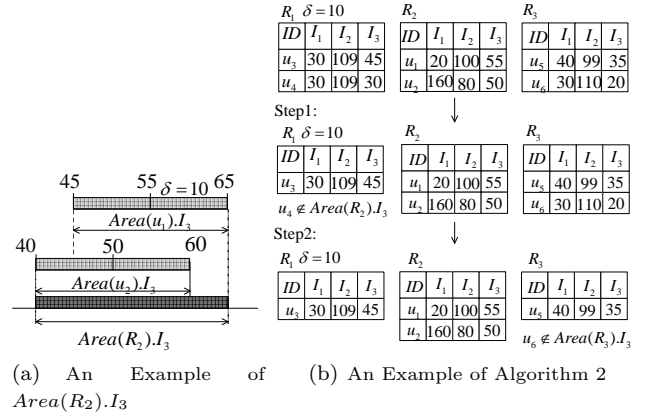 45 55 δ = 10 65
Area(u₁).I₃
40 50 60
Area(u₂).I₃
Area(R₂).I₃
(a) An Example of
Area(R₂).I₃
R₁ δ = 10 R₂ R₃
ID I₁ I₂ I₃ ID I₁ I₂ I₃ ID I₁ I₂ I₃
u₃ 30 109 45 u₁ 20 100 55 u₅ 40 99 35
u₄ 30 109 30 u₂ 160 80 50 u₆ 30 110 20
Step1:
R₁ δ = 10 R₂ R₃
ID I₁ I₂ I₃ ID I₁ I₂ I₃ ID I₁ I₂ I₃
u₃ 30 109 45 u₁ 20 100 55 u₅ 40 99 35
u₄ ∉ Area(R₂).I₃ u₂ 160 80 50 u₆ 30 110 20
Step2:
R₁ δ = 10 R₂ R₃
ID I₁ I₂ I₃ ID I₁ I₂ I₃ ID I₁ I₂ I₃
u₃ 30 109 45 u₁ 20 100 55 u₅ 40 99 35
u₂ 160 80 50 u₆ ∉ Area(R₃).I₃
(b) An Example of Algorithm 2